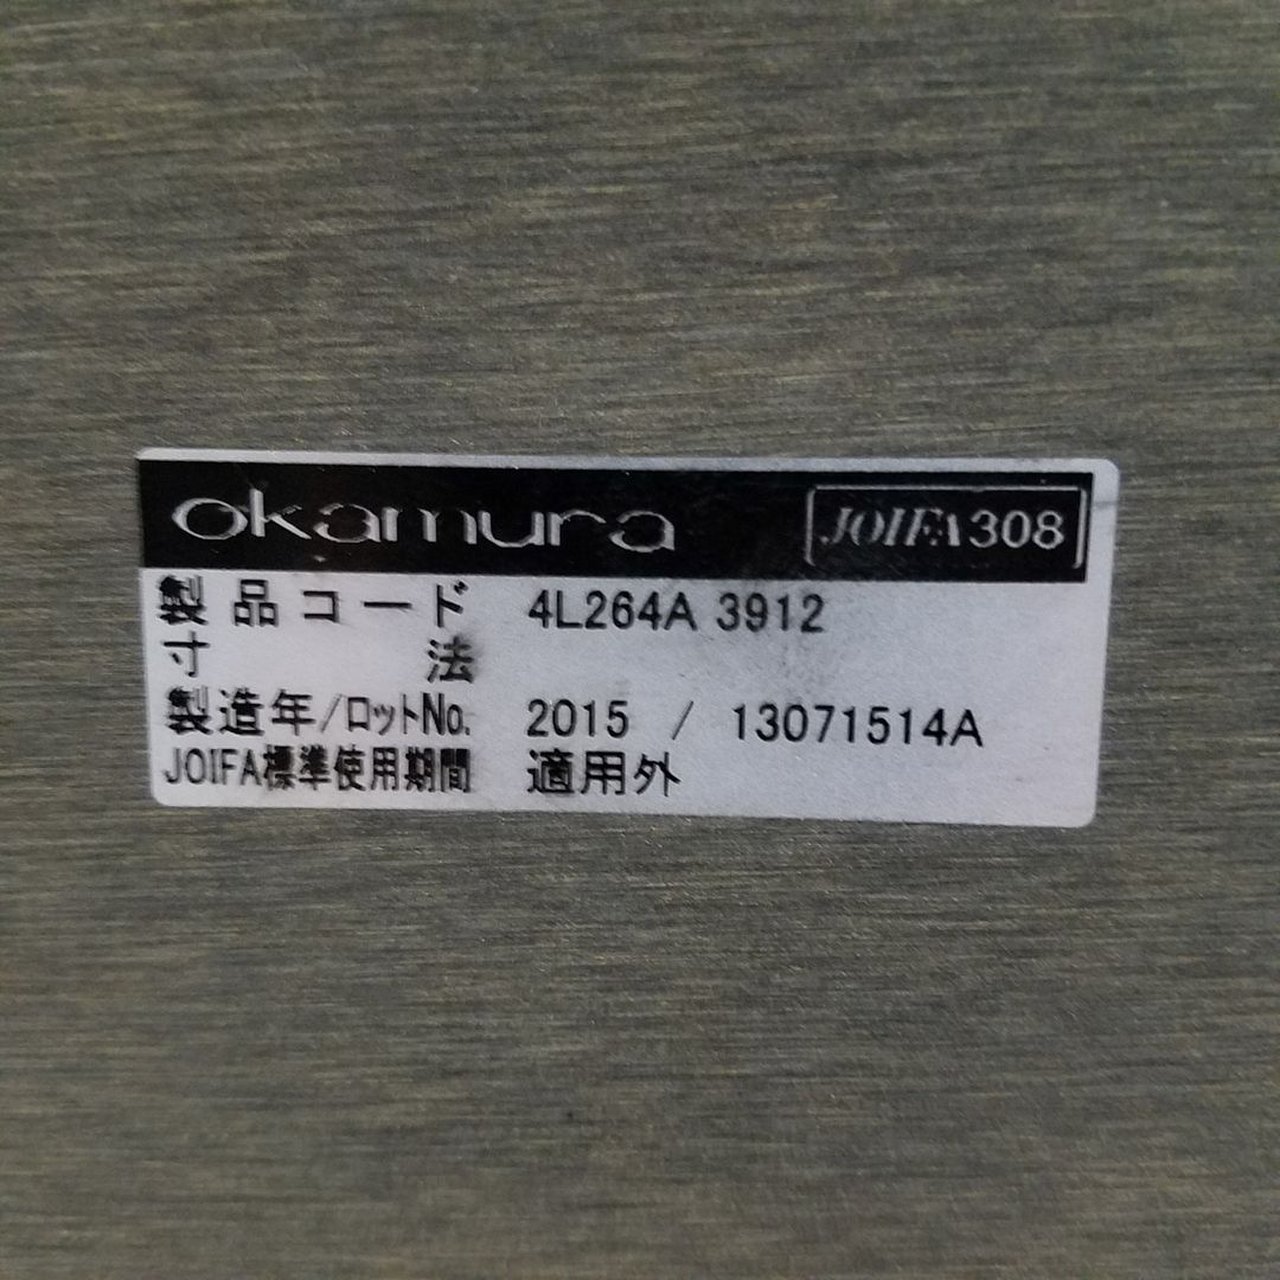 okamura JOIFA308
製品コード 4L264A 3912
寸法
製造年/ロットNo. 2015 / 13071514A
JOIFA標準使用期間 適用外